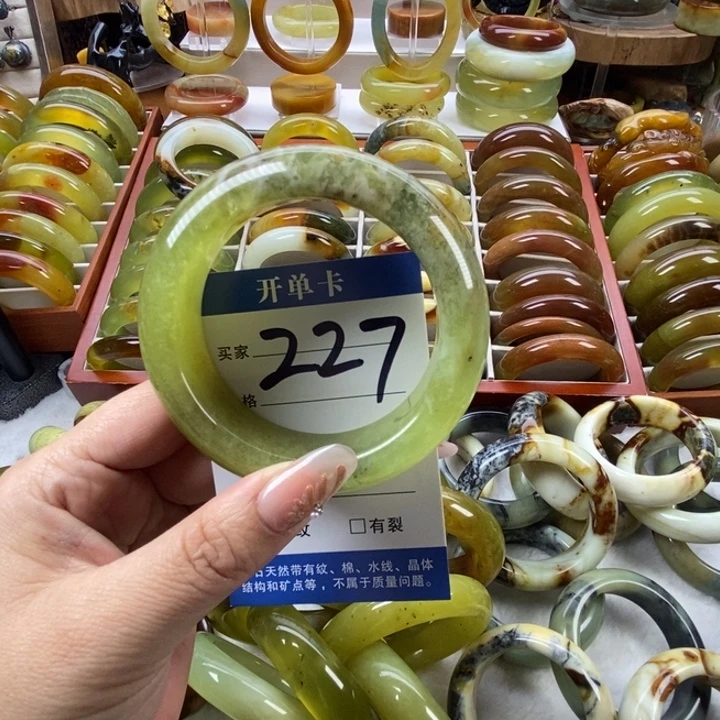 开单卡
买家 227
格
纹 □有裂
石天然带有纹、棉、水线、晶体
结构和矿点等，不属于质量问题。